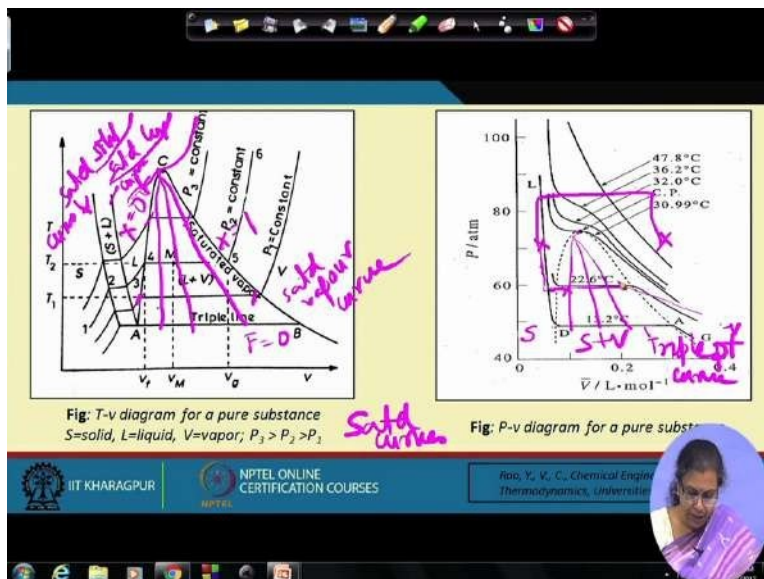 satd solid
curve
satd liq
curve
x=0
C
P₃ = constant
P₂ = constant
P₁=Constant
6
T
T₂
T₁
S
(S+L)
L
4
M
5
(L+V)
V
1
2
3
x=1
Saturated vapor
satd
vapour
curve
Triple line
F=0
A
B
V_f
V_M
V_g
v
Fig: T-v diagram for a pure substance
S=solid, L=liquid, V=vapor; P₃ > P₂ >P₁
Satd
curves
100
80
60
40
P/atm
L
47.8°C
36.2°C
32.0°C
C.P.
30.99°C
22.6°C
13.2°C
D
A
G
S
S+V
V
Triple pt
curve
0
0.2
0.4
V̅/L·mol⁻¹
Fig: P-v diagram for a pure
IIT KHARAGPUR
NPTEL
NPTEL ONLINE
CERTIFICATION COURSES
Rao, Y., V., C., Chemical
Thermodynamics, Universities